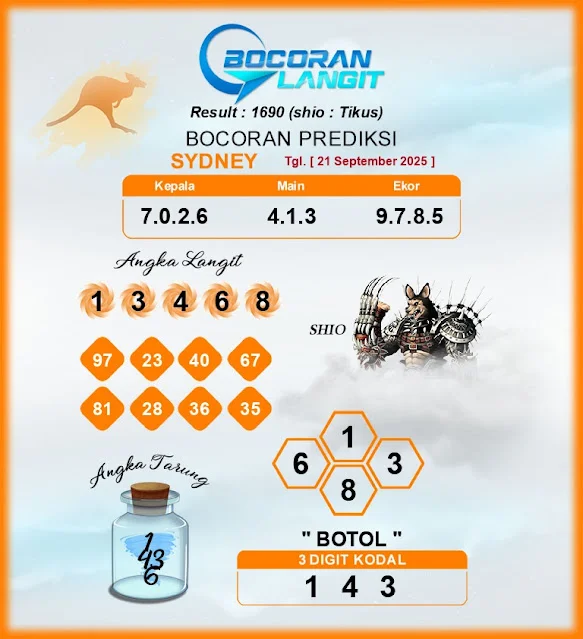 BOCORAN
LANGIT
Result : 1690 (shio : Tikus)
BOCORAN PREDIKSI
SYDNEY Tgl. [ 21 September 2025 ]
Kepala Main Ekor
7.0.2.6 4.1.3 9.7.8.5
Angka Langit
1 3 4 6 8
SHIO
97 23 40 67
81 28 36 35
1
6 3
8
Angka Tarung
1
43
6
" BOTOL "
3 DIGIT KODAL
1 4 3